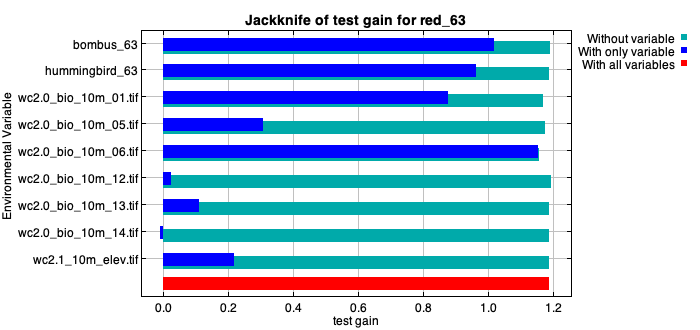 Jackknife of test gain for red_63
Without variable
With only variable
With all variables
Environmental Variable
bombus_63
hummingbird_63
wc2.0_bio_10m_01.tif
wc2.0_bio_10m_05.tif
wc2.0_bio_10m_06.tif
wc2.0_bio_10m_12.tif
wc2.0_bio_10m_13.tif
wc2.0_bio_10m_14.tif
wc2.1_10m_elev.tif
0.0 0.2 0.4 0.6 0.8 1.0 1.2
test gain